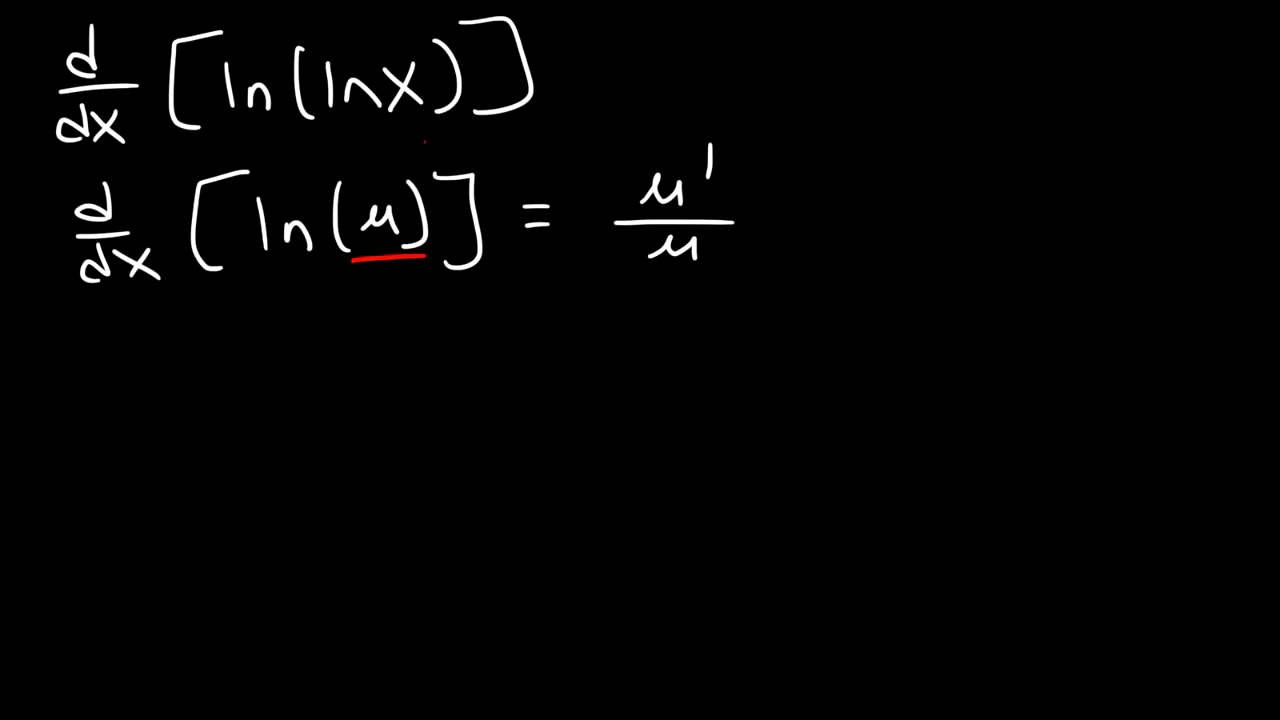 d/dx [ln(lnx)]
d/dx [ln(u)] = u'/u